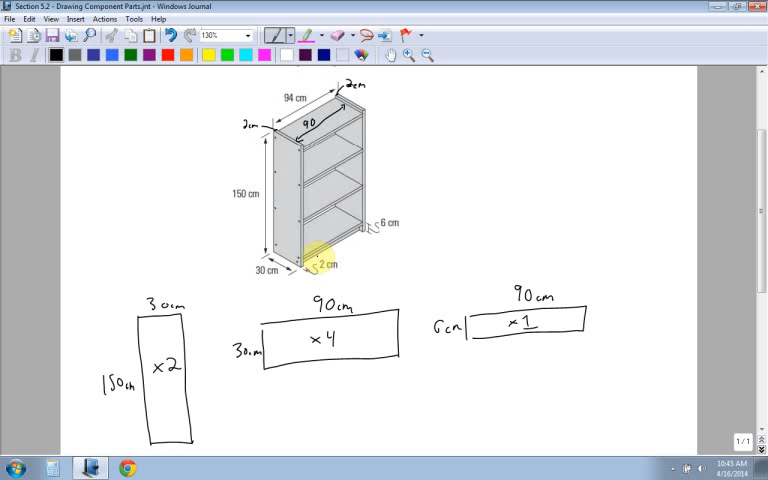 Section 5.2 - Drawing Component Parts.jnt - Windows Journal
File Edit View Insert Actions Tools Help
130%
B I
2cm
94 cm
2cm
90
150 cm
6 cm
2 cm
30 cm
30cm
90cm
90cm
6cm
x 1
30cm
x 4
150cm
x2
1 / 1
10:45 AM
4/16/2014